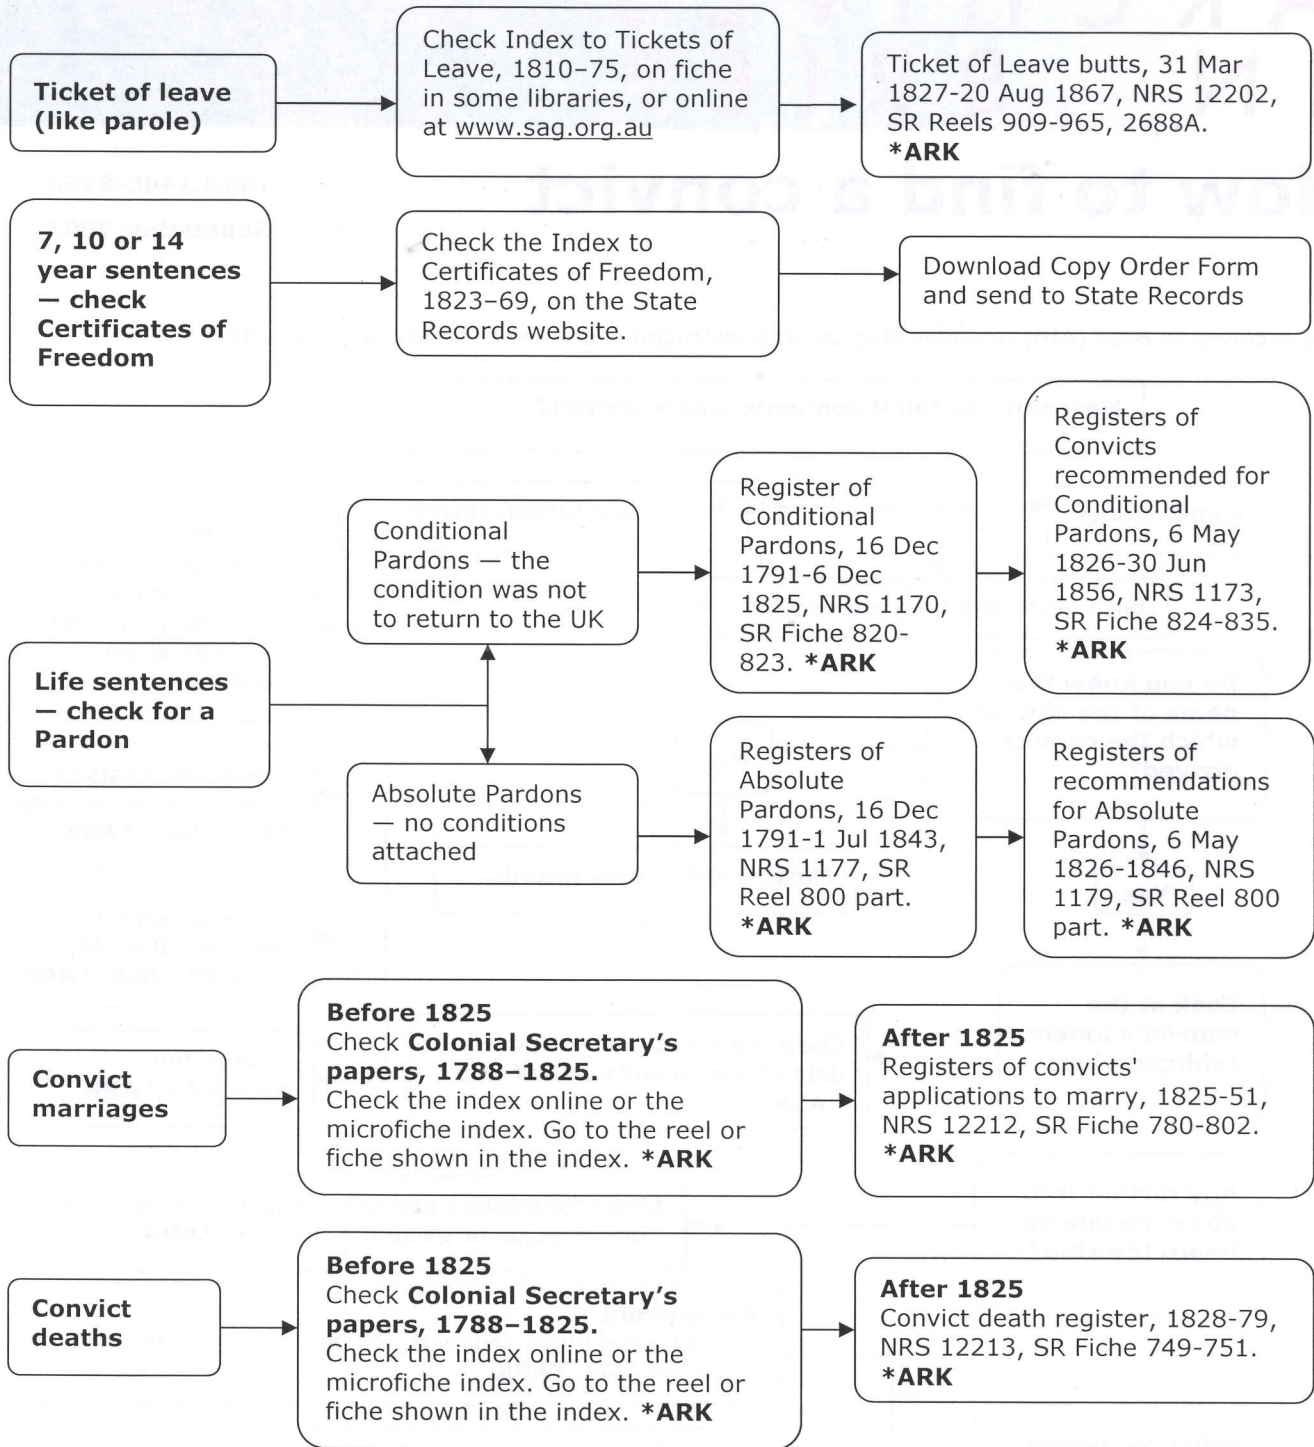 Ticket of leave
(like parole)
Check Index to Tickets of
Leave, 1810–75, on fiche
in some libraries, or online
at www.sag.org.au
Ticket of Leave butts, 31 Mar
1827-20 Aug 1867, NRS 12202,
SR Reels 909-965, 2688A.
*ARK
7, 10 or 14
year sentences
— check
Certificates of
Freedom
Check the Index to
Certificates of Freedom,
1823–69, on the State
Records website.
Download Copy Order Form
and send to State Records
Life sentences
— check for a
Pardon
Conditional
Pardons — the
condition was not
to return to the UK
Register of
Conditional
Pardons, 16 Dec
1791-6 Dec
1825, NRS 1170,
SR Fiche 820-
823. *ARK
Registers of
Convicts
recommended for
Conditional
Pardons, 6 May
1826-30 Jun
1856, NRS 1173,
SR Fiche 824-835.
*ARK
Absolute Pardons
— no conditions
attached
Registers of
Absolute
Pardons, 16 Dec
1791-1 Jul 1843,
NRS 1177, SR
Reel 800 part.
*ARK
Registers of
recommendations
for Absolute
Pardons, 6 May
1826-1846, NRS
1179, SR Reel 800
part. *ARK
Convict
marriages
Before 1825
Check Colonial Secretary's
papers, 1788–1825.
Check the index online or the
microfiche index. Go to the reel or
fiche shown in the index. *ARK
After 1825
Registers of convicts'
applications to marry, 1825-51,
NRS 12212, SR Fiche 780-802.
*ARK
Convict
deaths
Before 1825
Check Colonial Secretary's
papers, 1788–1825.
Check the index online or the
microfiche index. Go to the reel or
fiche shown in the index. *ARK
After 1825
Convict death register, 1828-79,
NRS 12213, SR Fiche 749-751.
*ARK